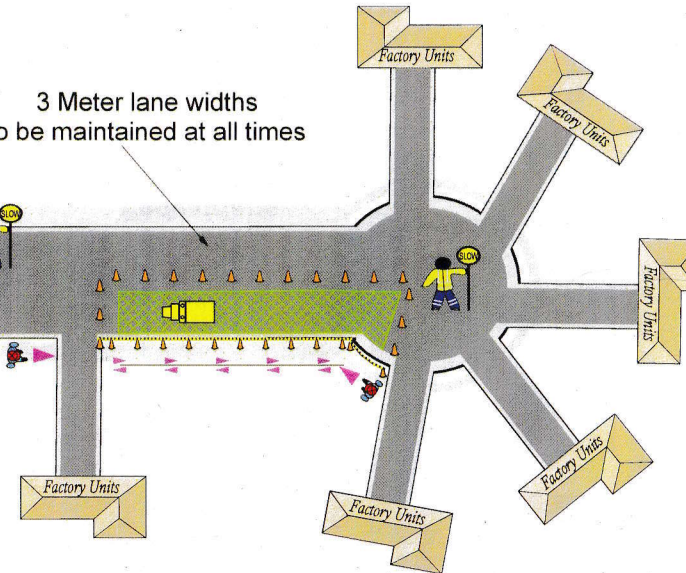 Factory Units
3 Meter lane widths
o be maintained at all times
Factory Units
SLOW
SLOW
Factory Units
Factory Units
Factory Units
Factory Units